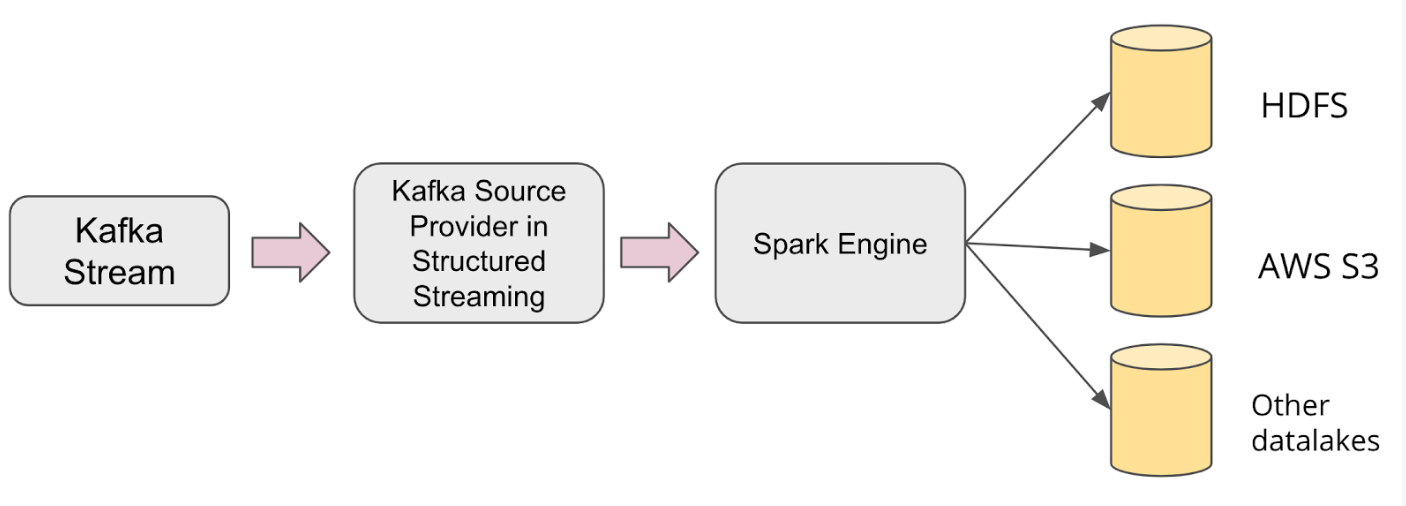 Kafka
Stream
Kafka Source
Provider in
Structured
Streaming
Spark Engine
HDFS
AWS S3
Other
datalakes